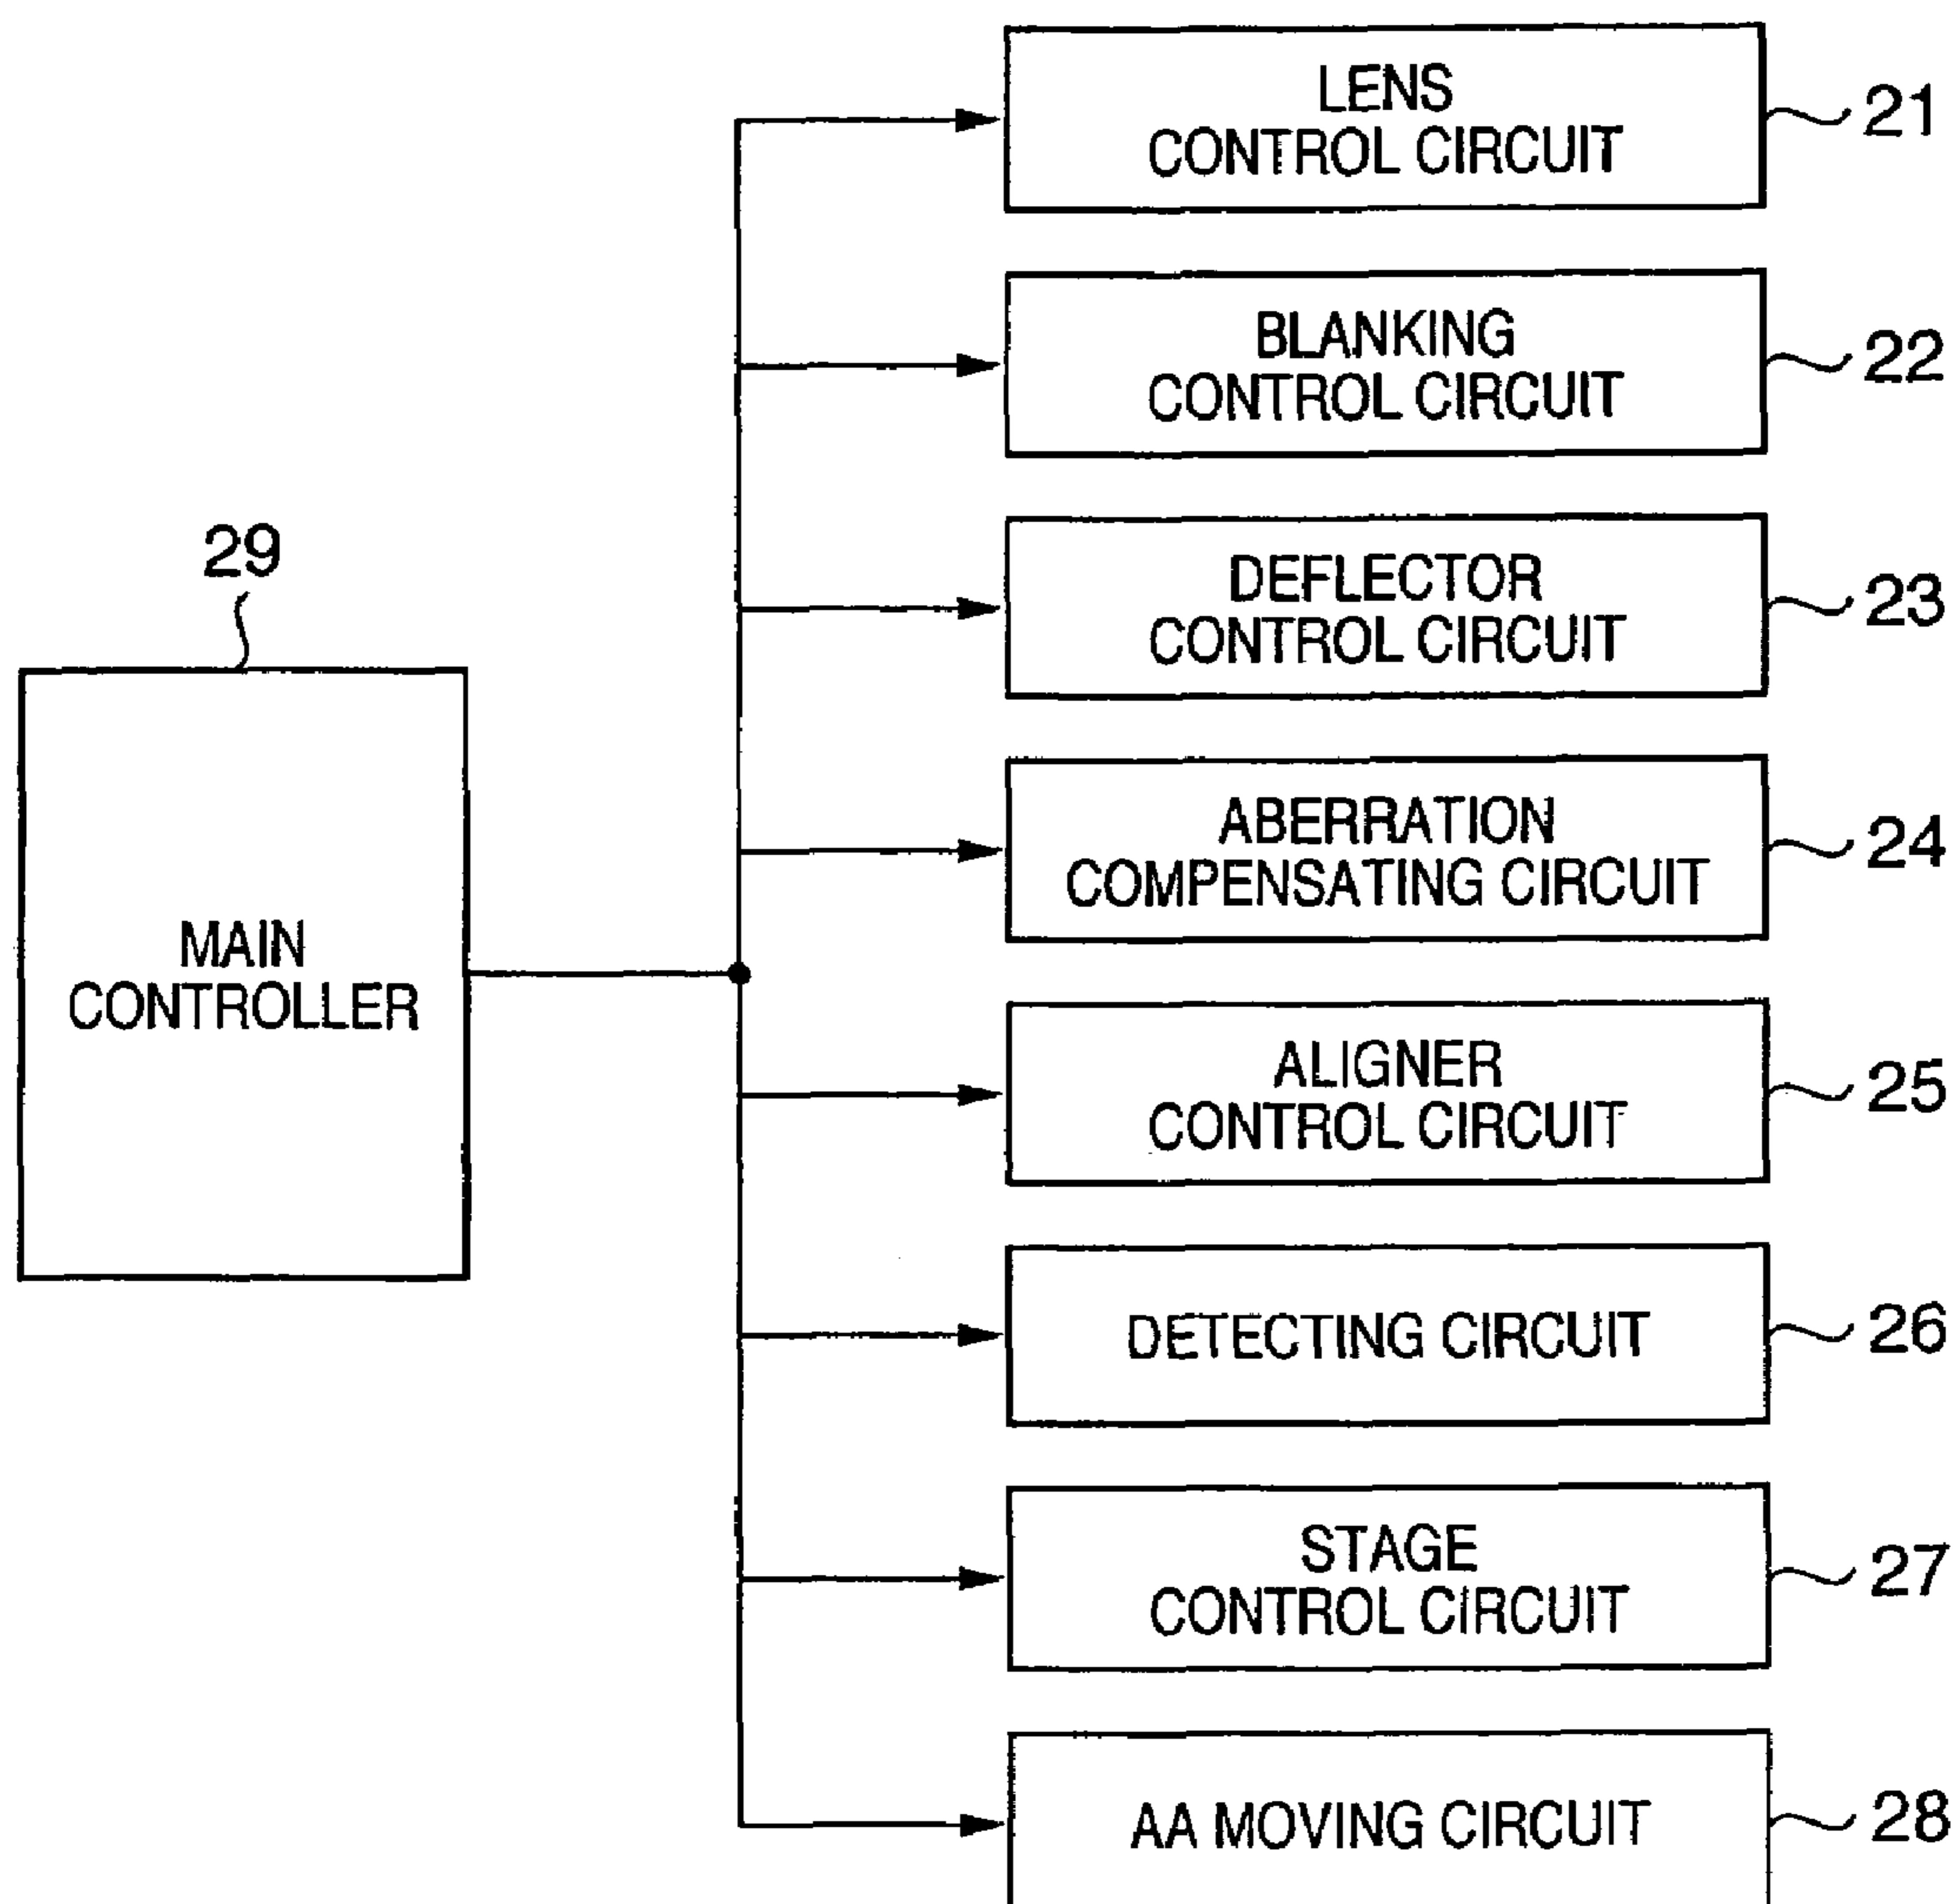 LENS
CONTROL CIRCUIT
21
BLANKING
CONTROL CIRCUIT
22
DEFLECTOR
CONTROL CIRCUIT
23
29
MAIN
CONTROLLER
ABERRATION
COMPENSATING CIRCUIT
24
ALIGNER
CONTROL CIRCUIT
25
DETECTING CIRCUIT
26
STAGE
CONTROL CIRCUIT
27
AA MOVING CIRCUIT
28